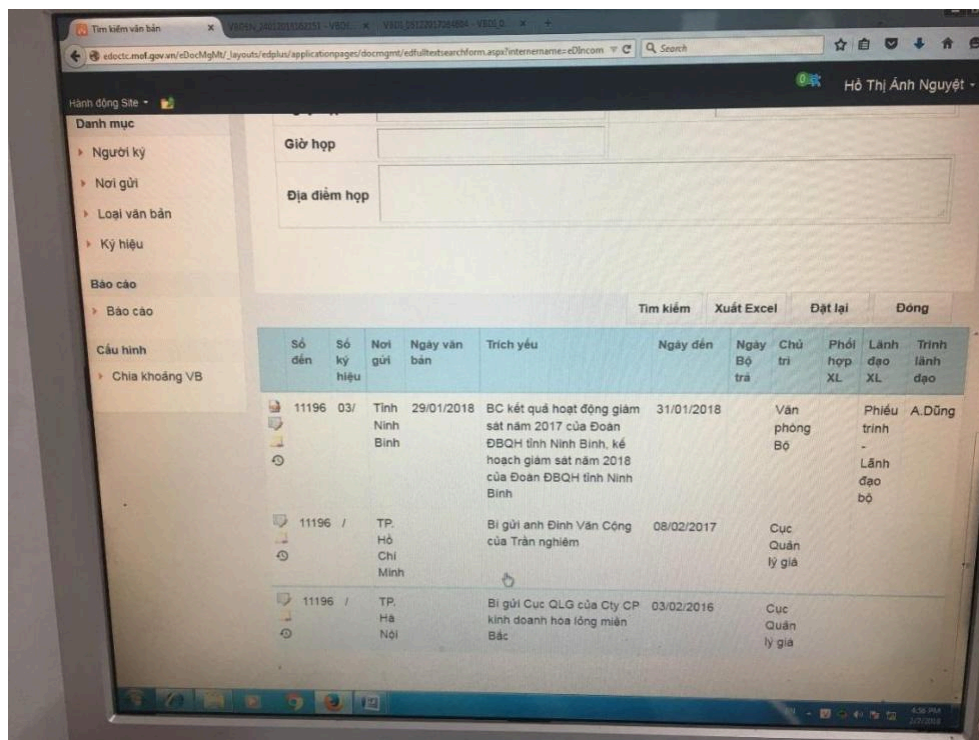 Tìm kiếm văn bản
edoctc.mof.gov.vn/eDocMgMt/_layouts/edplus/applicationpages/docmgmt/edfulltextsearchform.aspx?internername=eDIncom
Search
Hành động Site
Hồ Thị Ánh Nguyệt
Danh mục
Người ký
Nơi gửi
Loại văn bản
Ký hiệu
Báo cáo
Báo cáo
Cấu hình
Chia khoảng VB
Giờ họp
Địa điểm họp
Tìm kiếm Xuất Excel Đặt lại Đóng
Số đến Số ký hiệu Nơi gửi Ngày văn bản Trích yếu Ngày đến Ngày Bộ trả Chủ trì Phối hợp XL Lãnh đạo XL Trình lãnh đạo
11196 03/ Tỉnh Ninh Bình 29/01/2018 BC kết quả hoạt động giám sát năm 2017 của Đoàn ĐBQH tỉnh Ninh Bình, kế hoạch giám sát năm 2018 của Đoàn ĐBQH tỉnh Ninh Bình 31/01/2018 Văn phòng Bộ Phiếu trình - Lãnh đạo bộ A.Dũng
11196 / TP. Hồ Chí Minh Bì gửi anh Đinh Văn Cộng của Trần nghiêm 08/02/2017 Cục Quản lý giá
11196 / TP. Hà Nội Bì gửi Cục QLG của Cty CP kinh doanh hóa lỏng miền Bắc 03/02/2016 Cục Quản lý giá
4:56 PM
2/7/2018